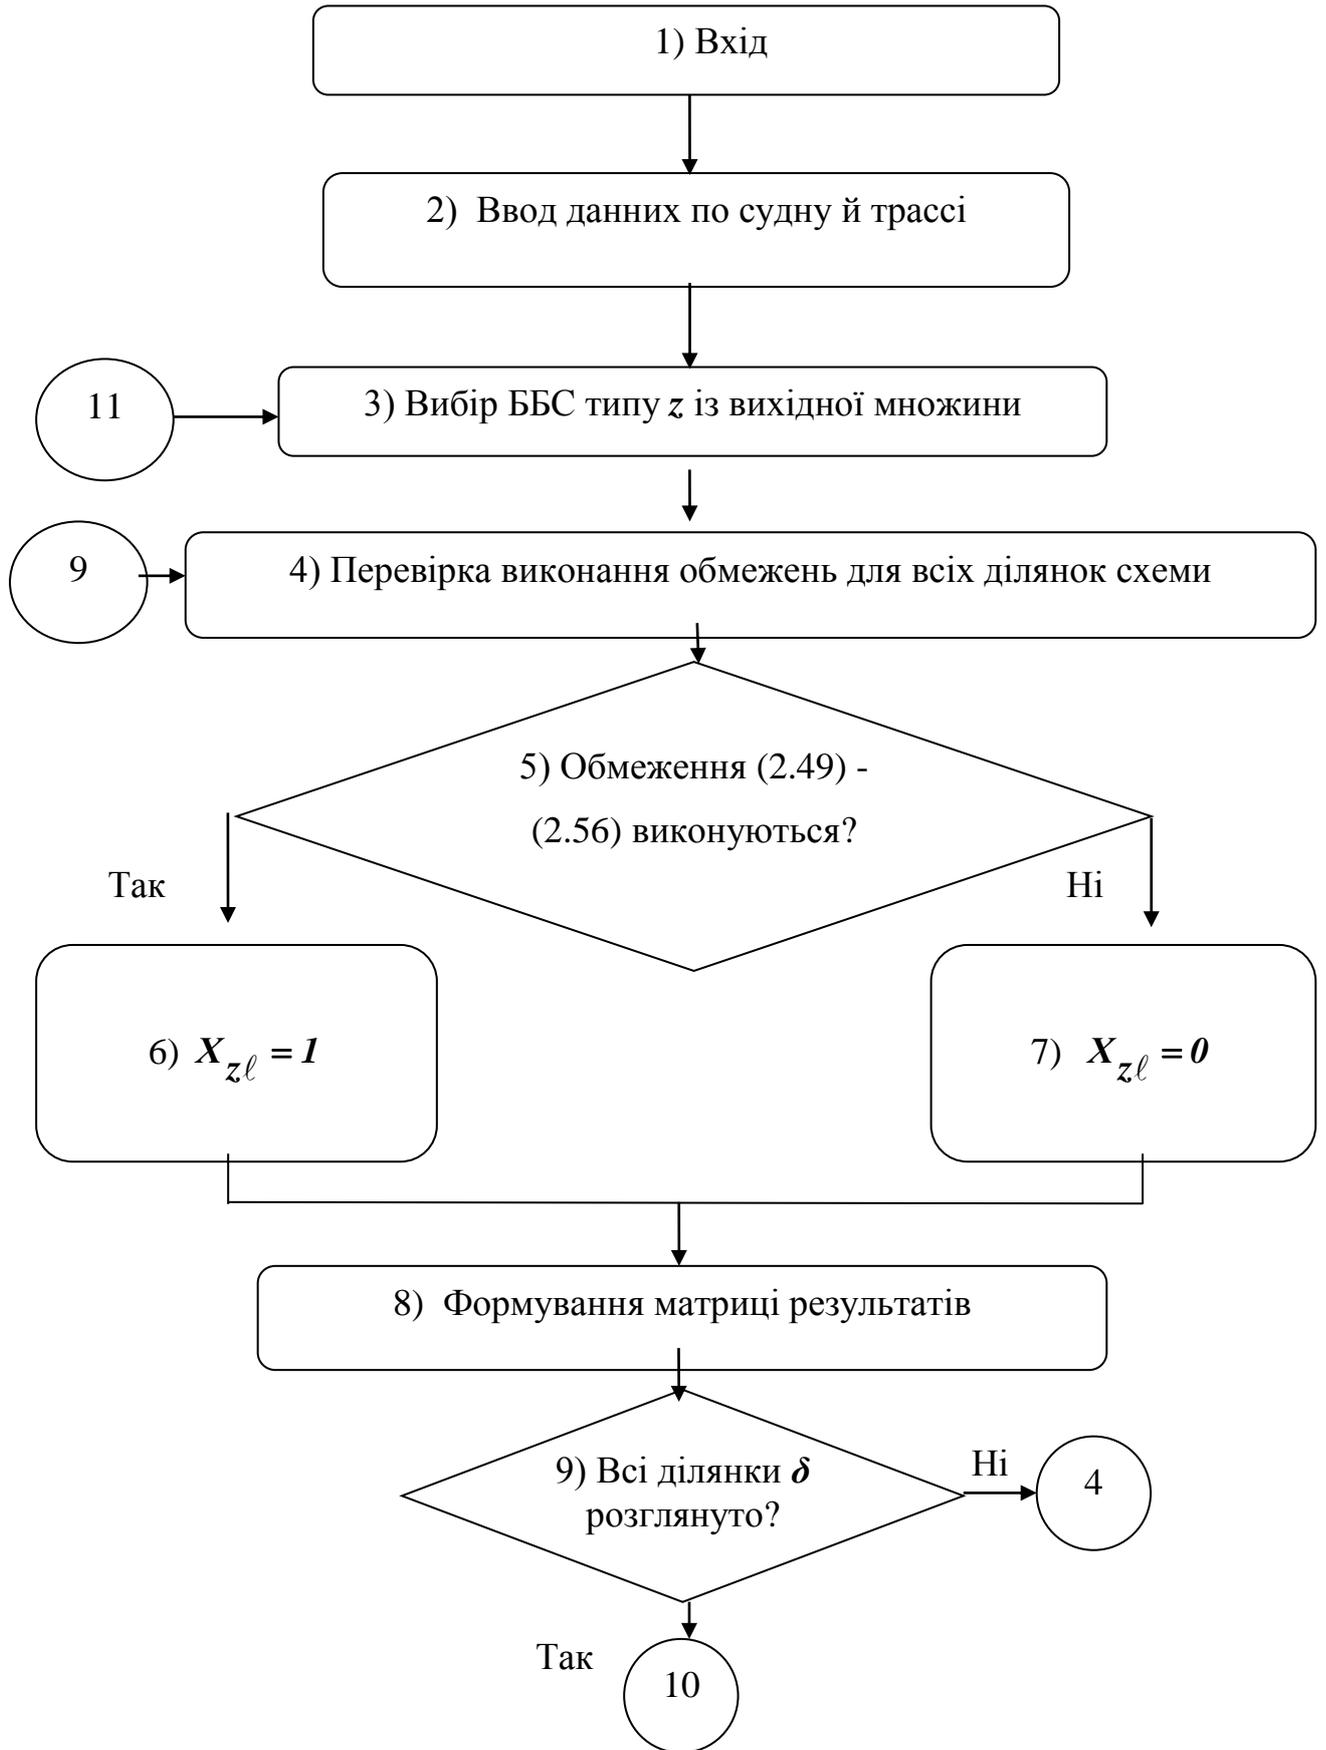 1) Вхід
2) Ввод данних по судну й трассі
11
3) Вибір ББС типу z із вихідної множини
9
4) Перевірка виконання обмежень для всіх ділянок схеми
5) Обмеження (2.49) -
(2.56) виконуються?
Так
Ні
6) X zℓ = 1
7) X zℓ = 0
8) Формування матриці результатів
9) Всі ділянки δ
розглянуто?
Ні
4
Так
10